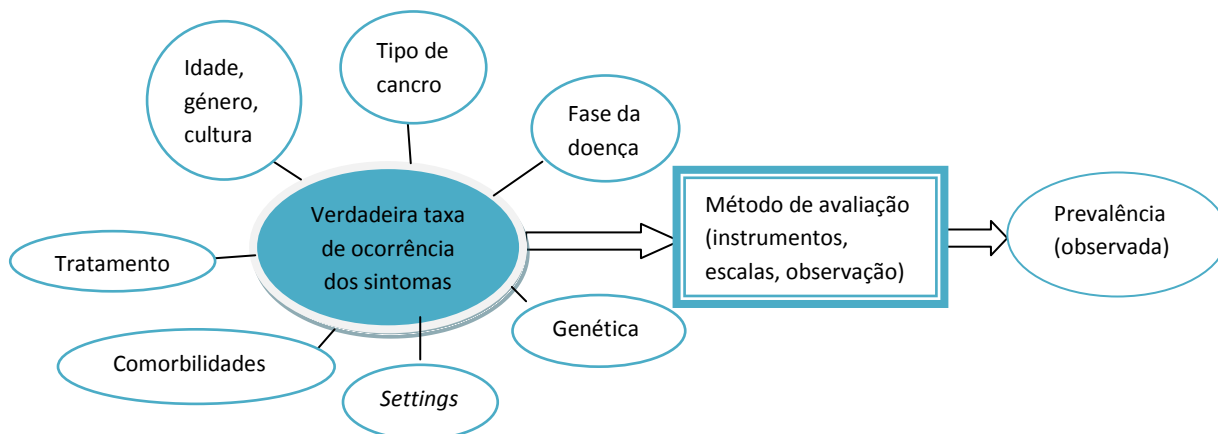 Idade,
género,
cultura
Tipo de
cancro
Fase da
doença
Verdadeira taxa
de ocorrência
dos sintomas
Método de avaliação
(instrumentos,
escalas, observação)
Prevalência
(observada)
Tratamento
Comorbilidades
Settings
Genética